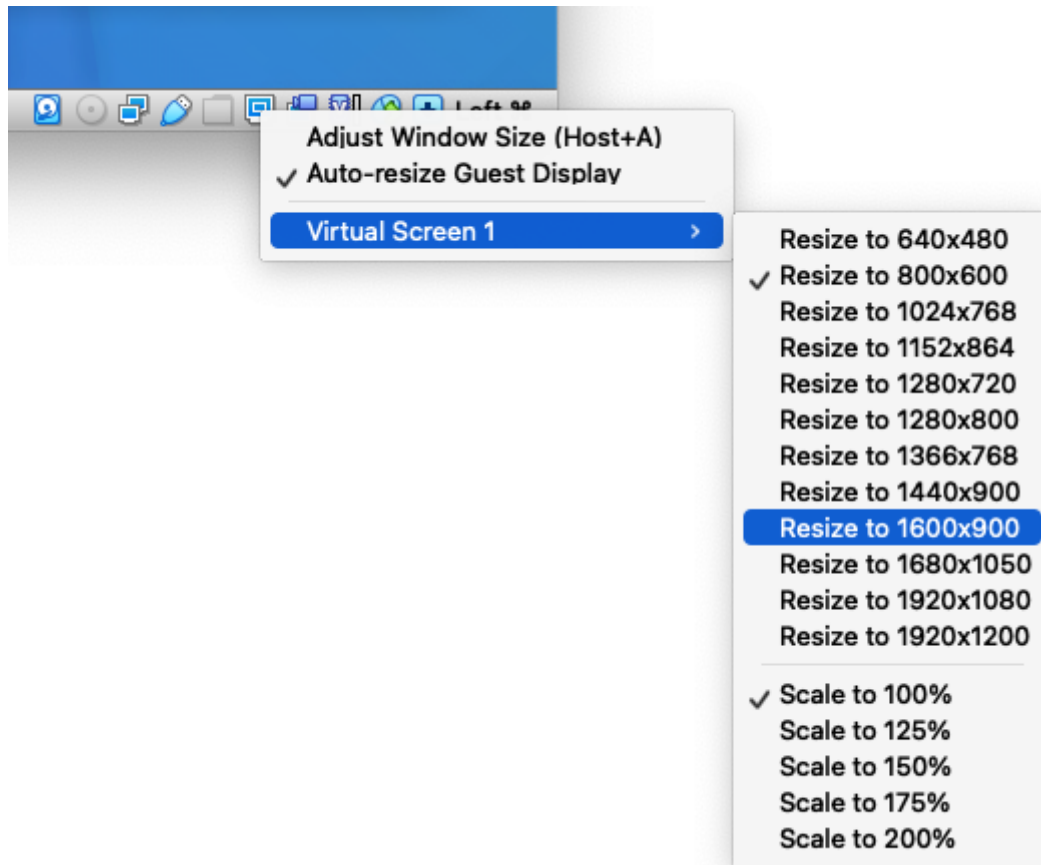 Left ⌘
Adjust Window Size (Host+A)
Auto-resize Guest Display
Virtual Screen 1
Resize to 640x480
Resize to 800x600
Resize to 1024x768
Resize to 1152x864
Resize to 1280x720
Resize to 1280x800
Resize to 1366x768
Resize to 1440x900
Resize to 1600x900
Resize to 1680x1050
Resize to 1920x1080
Resize to 1920x1200
Scale to 100%
Scale to 125%
Scale to 150%
Scale to 175%
Scale to 200%